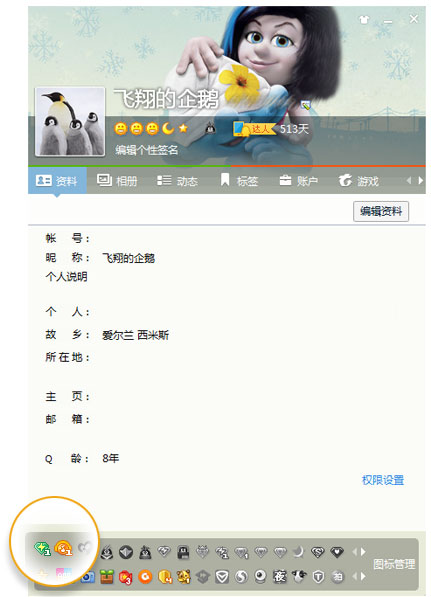 飞翔的企鹅
达人 513天
编辑个性签名
资料 相册 动态 标签 账户 游戏
编辑资料
帐 号：
昵 称： 飞翔的企鹅
个人说明
个 人：
故 乡： 爱尔兰 西米斯
所在地：
主 页：
邮 箱：
Q 龄： 8年
权限设置
图标管理